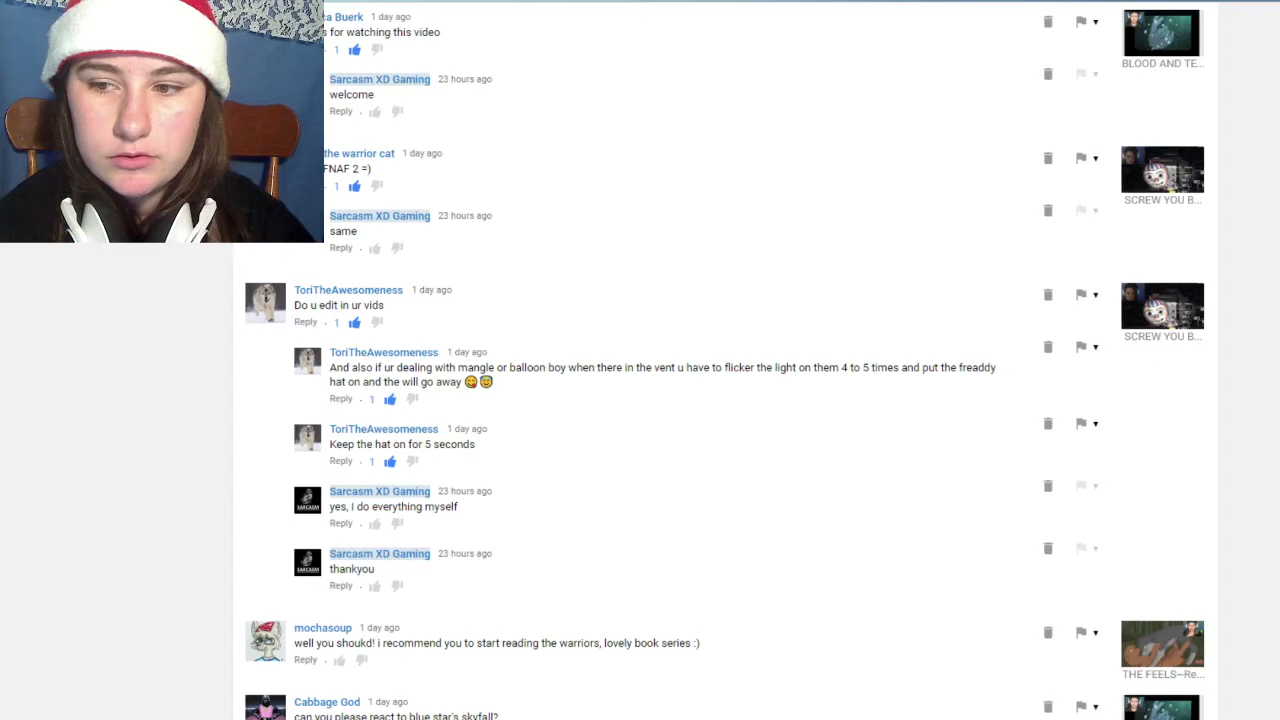 ca Buerk 1 day ago
s for watching this video
1
BLOOD AND TE...
Sarcasm XD Gaming 23 hours ago
welcome
Reply
the warrior cat 1 day ago
FNAF 2 =)
1
SCREW YOU B...
Sarcasm XD Gaming 23 hours ago
same
Reply
ToriTheAwesomeness 1 day ago
Do u edit in ur vids
Reply 1
SCREW YOU B...
ToriTheAwesomeness 1 day ago
And also if ur dealing with mangle or balloon boy when there in the vent u have to flicker the light on them 4 to 5 times and put the freaddy
hat on and the will go away 😋 😇
Reply 1
ToriTheAwesomeness 1 day ago
Keep the hat on for 5 seconds
Reply 1
SARCASM
Sarcasm XD Gaming 23 hours ago
yes, I do everything myself
Reply
SARCASM
Sarcasm XD Gaming 23 hours ago
thankyou
Reply
mochasoup 1 day ago
well you shoukd! i recommend you to start reading the warriors, lovely book series :)
Reply
THE FEELS~Re...
Cabbage God 1 day ago
can you please react to blue star's skyfall?